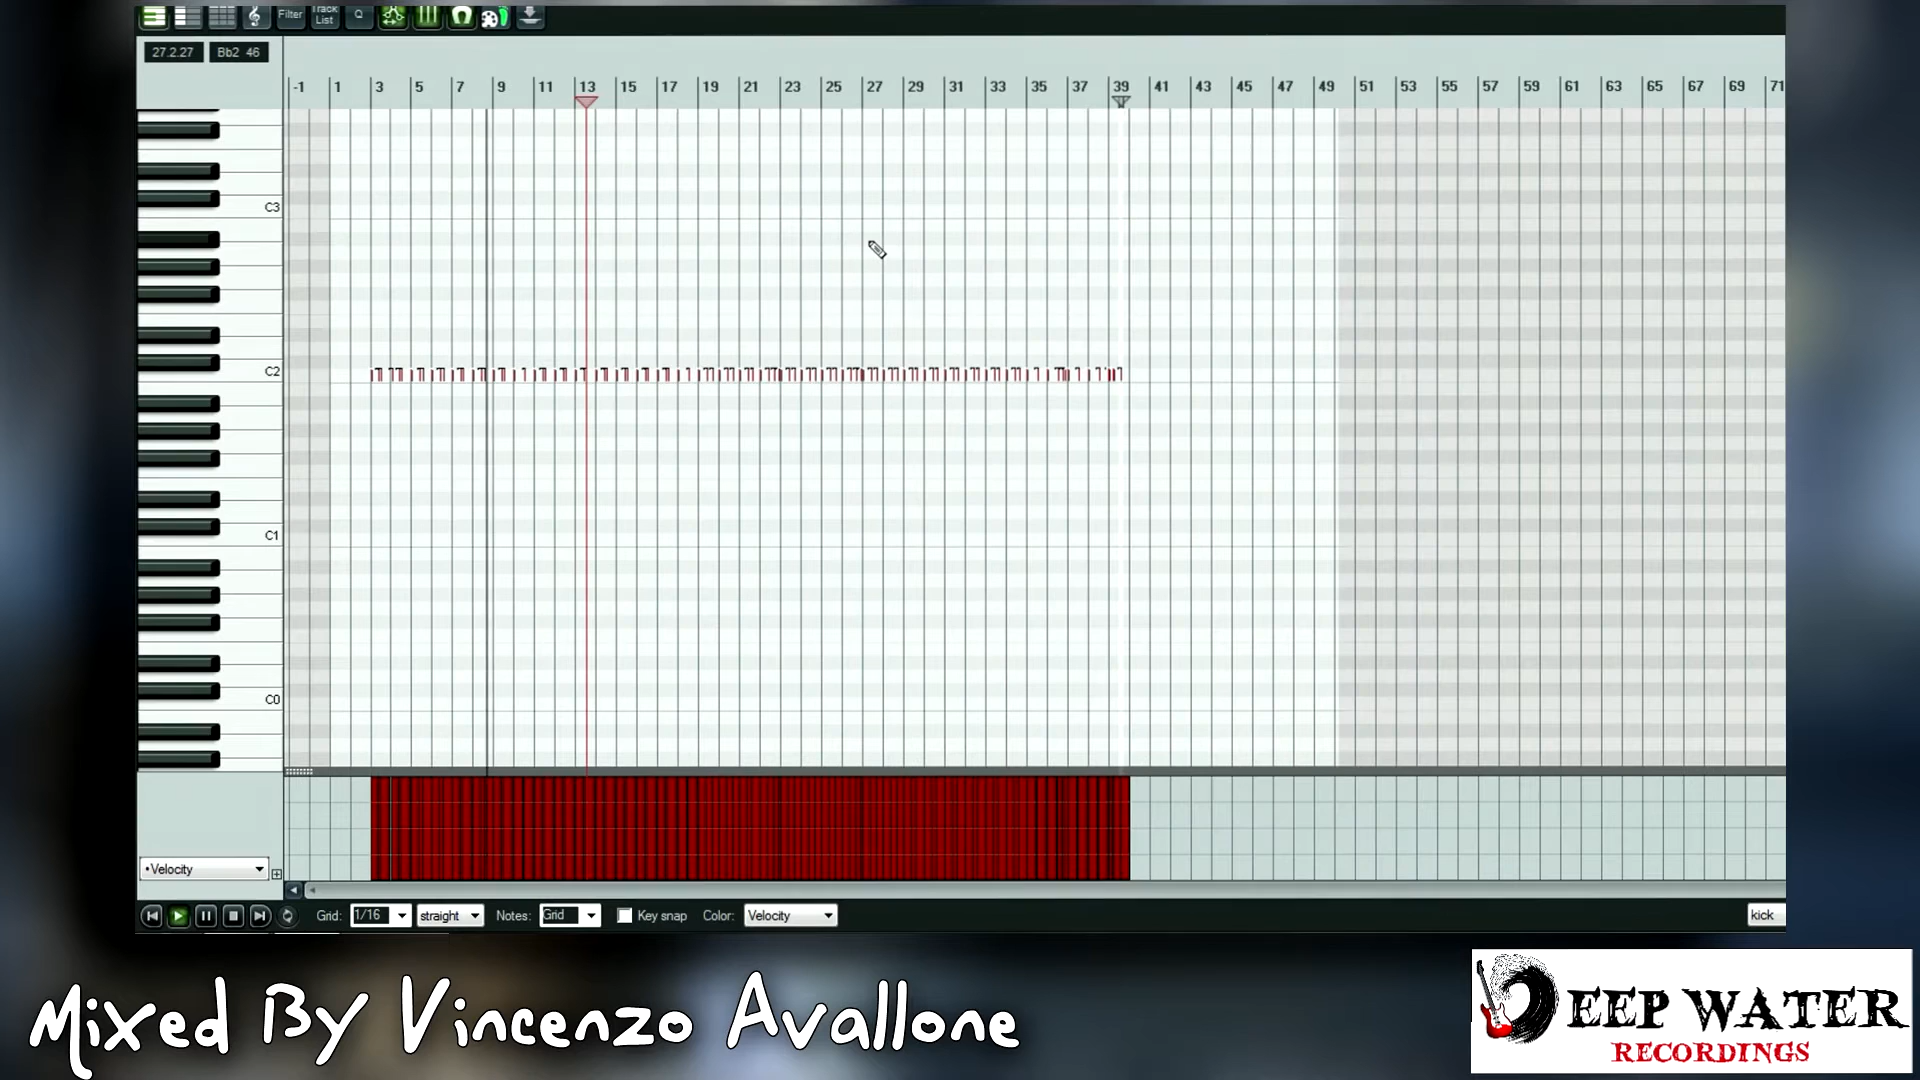 Filter
Track
List
Q
27.2.27 Bb2 46
-1 1 3 5 7 9 11 13 15 17 19 21 23 25 27 29 31 33 35 37 39 41 43 45 47 49 51 53 55 57 59 61 63 65 67 69 71
C3
C2
C1
C0
•Velocity
Grid: 1/16 straight Notes: Grid Key snap Color: Velocity kick
Mixed By Vincenzo Avallone
DEEP WATER
RECORDINGS